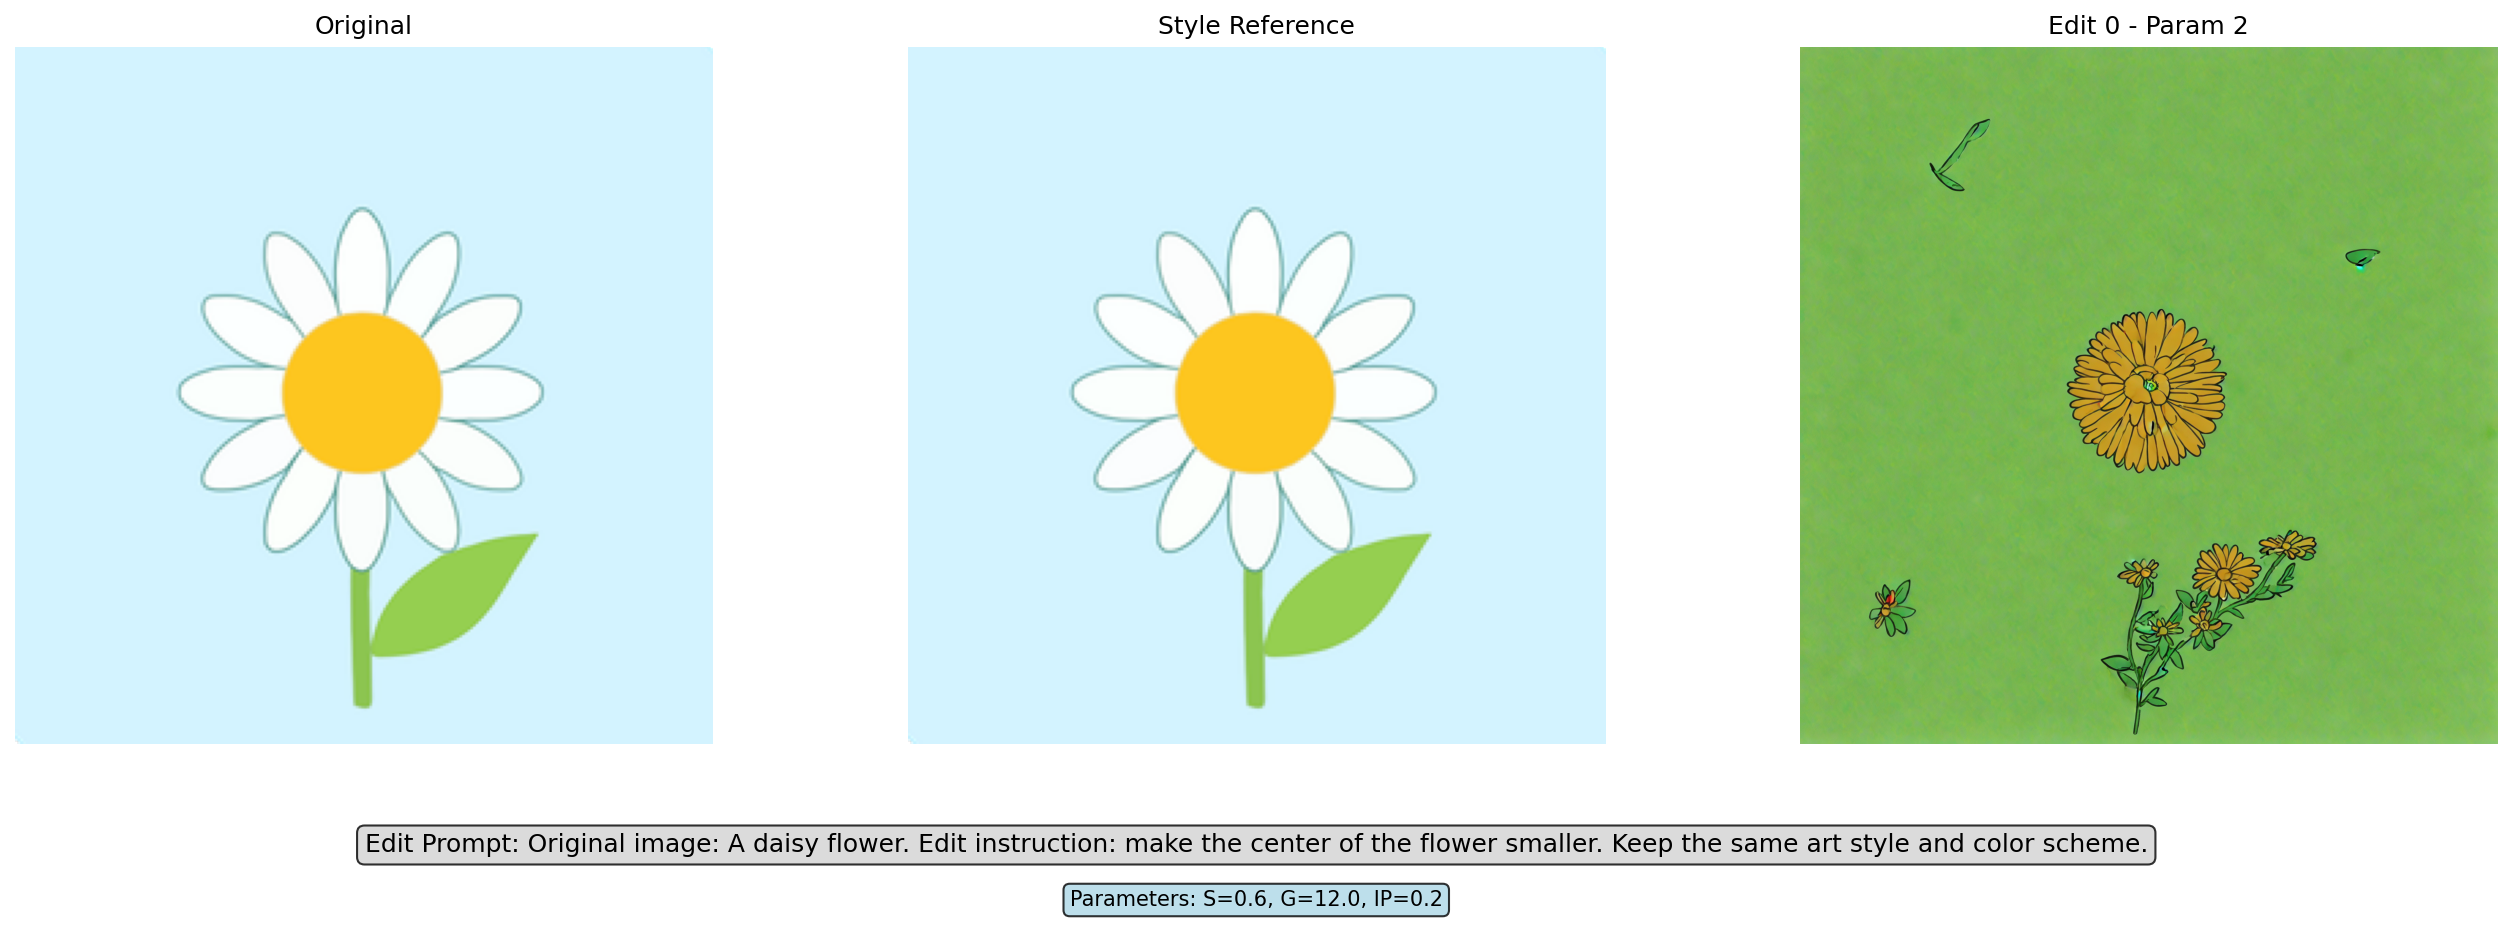 Original
Style Reference
Edit 0 - Param 2
Edit Prompt: Original image: A daisy flower. Edit instruction: make the center of the flower smaller. Keep the same art style and color scheme.
Parameters: S=0.6, G=12.0, IP=0.2